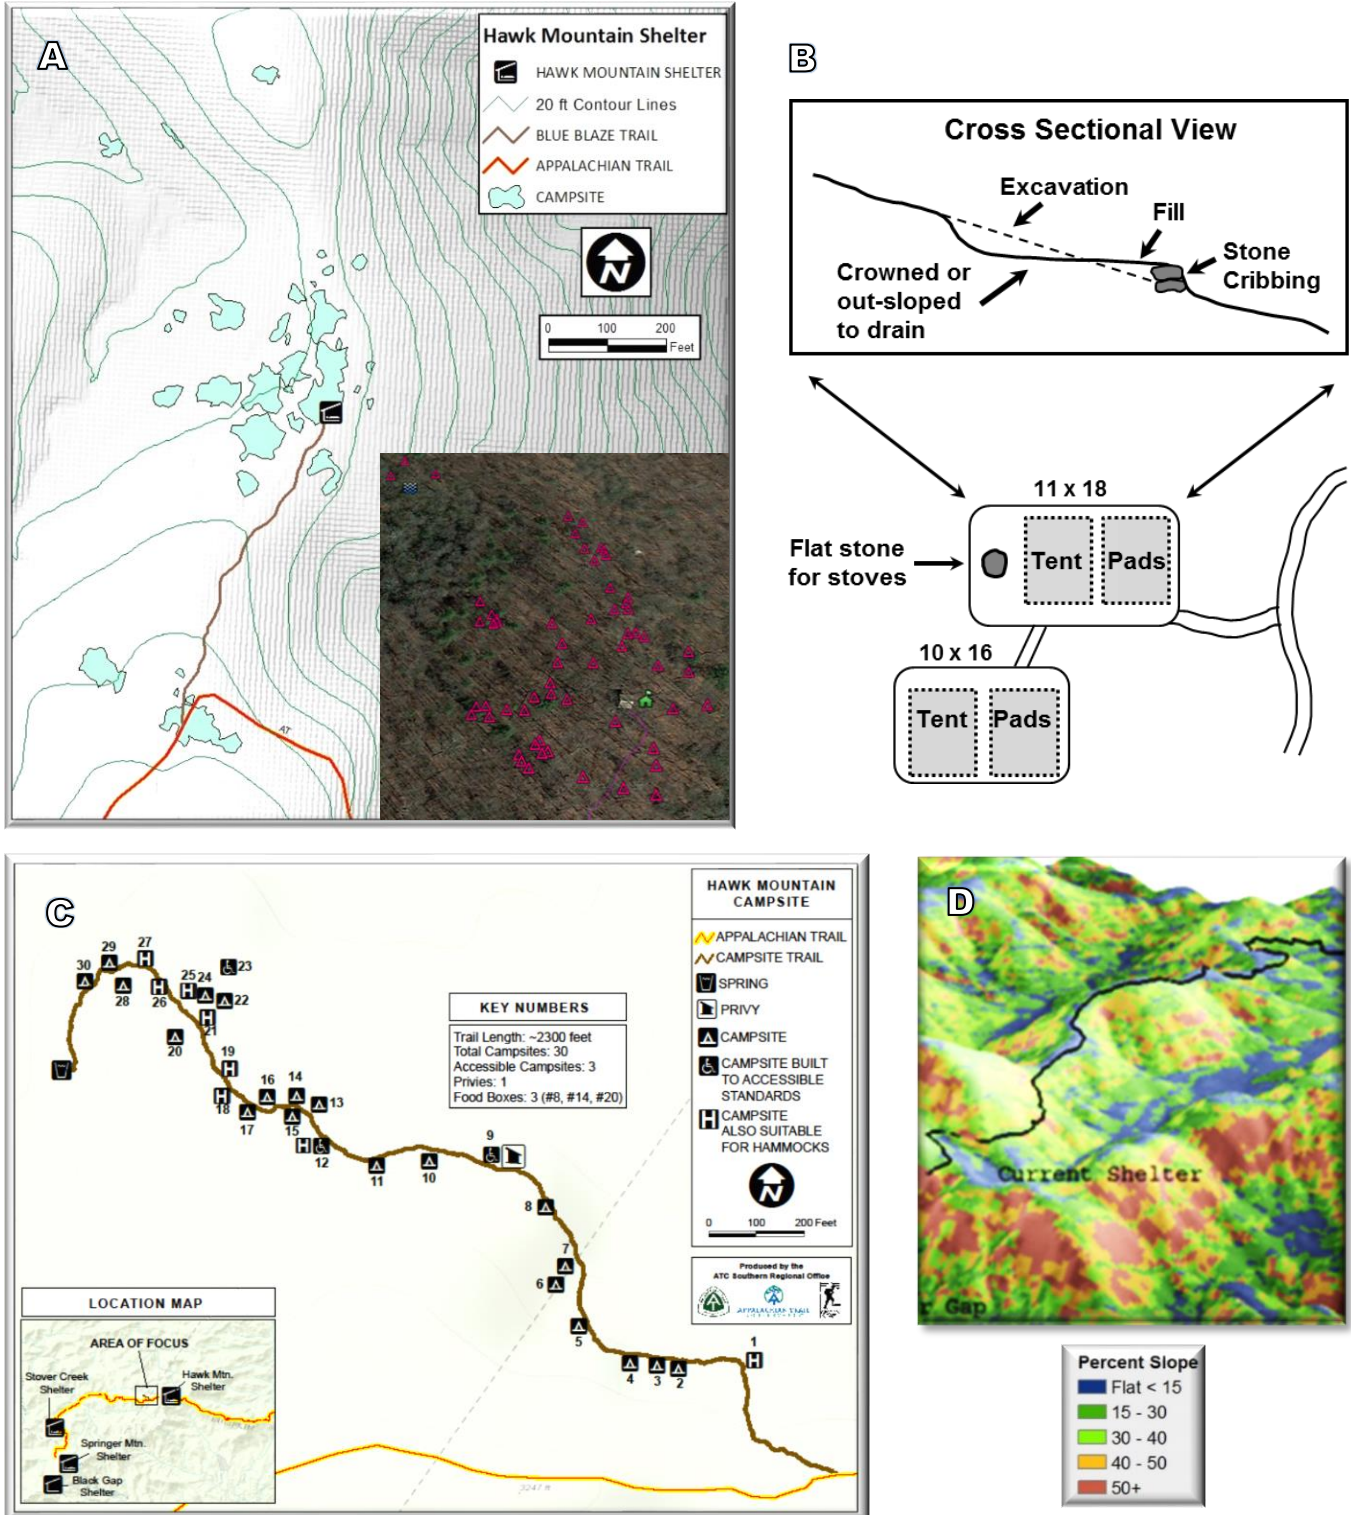 A
Hawk Mountain Shelter
HAWK MOUNTAIN SHELTER
20 ft Contour Lines
BLUE BLAZE TRAIL
APPALACHIAN TRAIL
CAMPSITE
N
0 100 200
Feet
AT
B
Cross Sectional View
Excavation
Fill
Stone
Cribbing
Crowned or
out-sloped
to drain
11 x 18
Flat stone
for stoves
Tent Pads
10 x 16
Tent Pads
C
HAWK MOUNTAIN
CAMPSITE
APPALACHIAN TRAIL
CAMPSITE TRAIL
SPRING
PRIVY
CAMPSITE
CAMPSITE BUILT
TO ACCESSIBLE
STANDARDS
H CAMPSITE
ALSO SUITABLE
FOR HAMMOCKS
N
0 100 200 Feet
Produced by the
ATC Southern Regional Office
APPALACHIAN TRAIL
KEY NUMBERS
Trail Length: ~2300 feet
Total Campsites: 30
Accessible Campsites: 3
Privies: 1
Food Boxes: 3 (#8, #14, #20)
27
H
29
30
28
26
H
25
H
24
23
22
21
H
20
19
H
18
H
17
16
15
14
13
H
12
11
10
9
8
7
6
5
4
3
2
1
H
3247 ft
LOCATION MAP
AREA OF FOCUS
Stover Creek
Shelter
Hawk Mtn.
Shelter
Springer Mtn.
Shelter
Black Gap
Shelter
D
Current Shelter
r Gap
Percent Slope
Flat < 15
15 - 30
30 - 40
40 - 50
50+